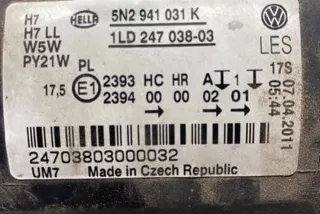 H7 HELLA 5N2 941 031 K
H7 LL 1LD 247 038-03
W5W LES
PY21W PL
17,5 E1 2393 HC HR A 1
2394 00 00 02 01
17S
07.04.2011
05:44
24703803000032
UM7 Made in Czech Republic